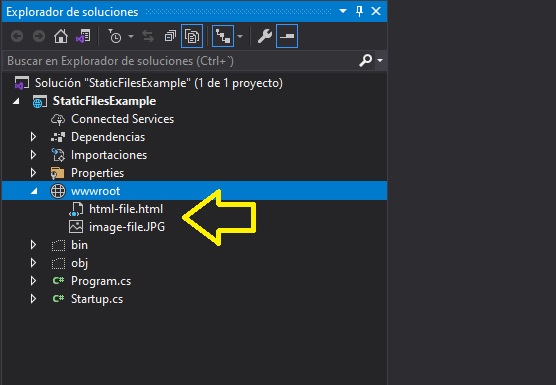 Explorador de soluciones
Buscar en Explorador de soluciones (Ctrl+¨)
Solución "StaticFilesExample" (1 de 1 proyecto)
StaticFilesExample
Connected Services
Dependencias
Importaciones
Properties
wwwroot
html-file.html
image-file.JPG
bin
obj
C# Program.cs
C# Startup.cs